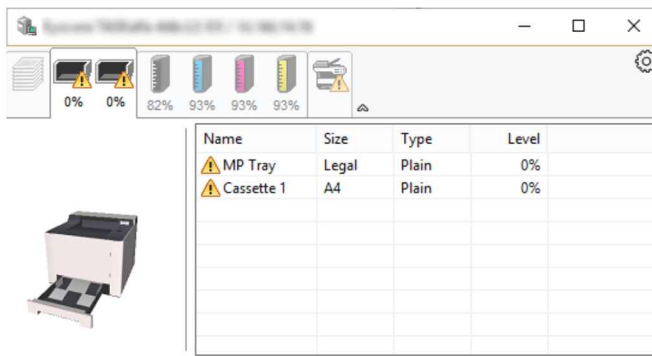 0% 0% 82% 93% 93% 93%
Name Size Type Level
MP Tray Legal Plain 0%
Cassette 1 A4 Plain 0%